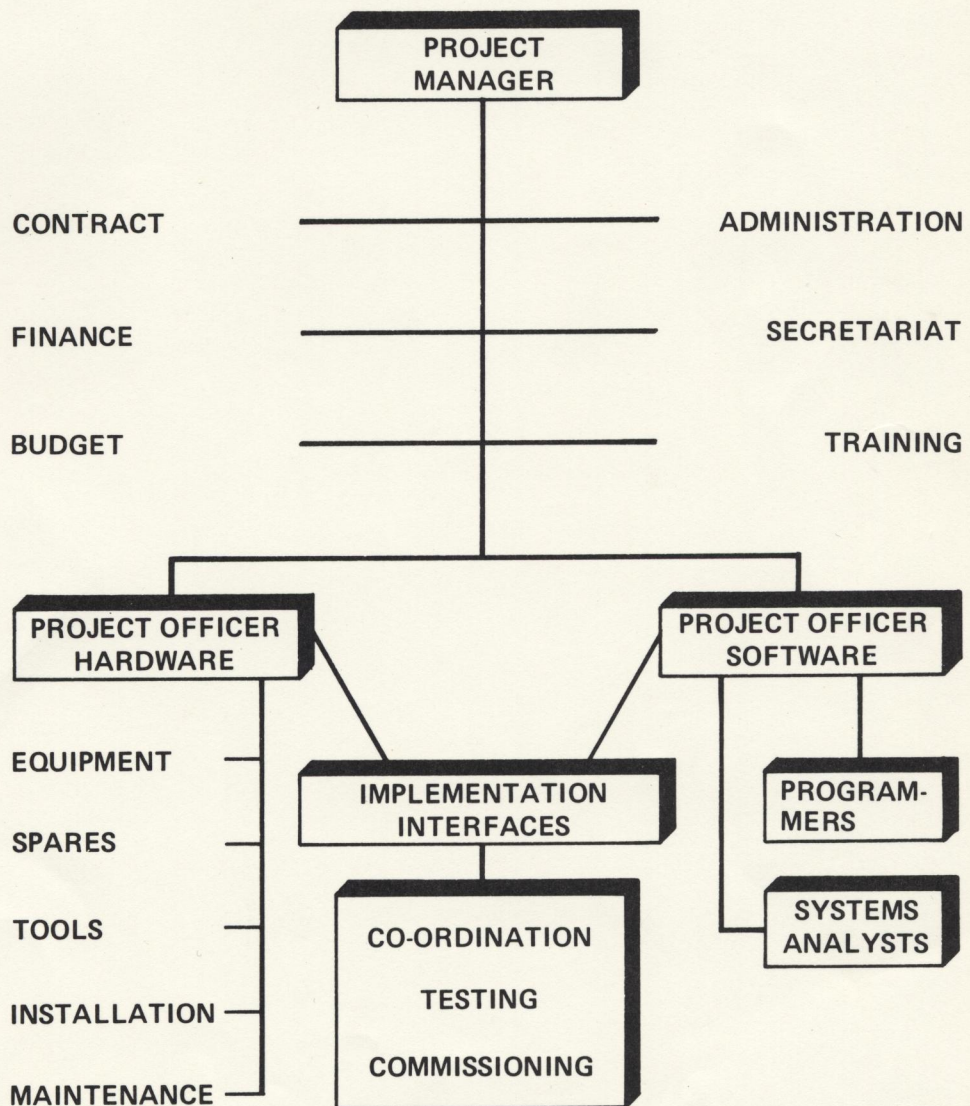 PROJECT
MANAGER
CONTRACT
ADMINISTRATION
FINANCE
SECRETARIAT
BUDGET
TRAINING
PROJECT OFFICER
HARDWARE
PROJECT OFFICER
SOFTWARE
EQUIPMENT
SPARES
TOOLS
INSTALLATION
MAINTENANCE
IMPLEMENTATION
INTERFACES
CO-ORDINATION
TESTING
COMMISSIONING
PROGRAM-
MERS
SYSTEMS
ANALYSTS